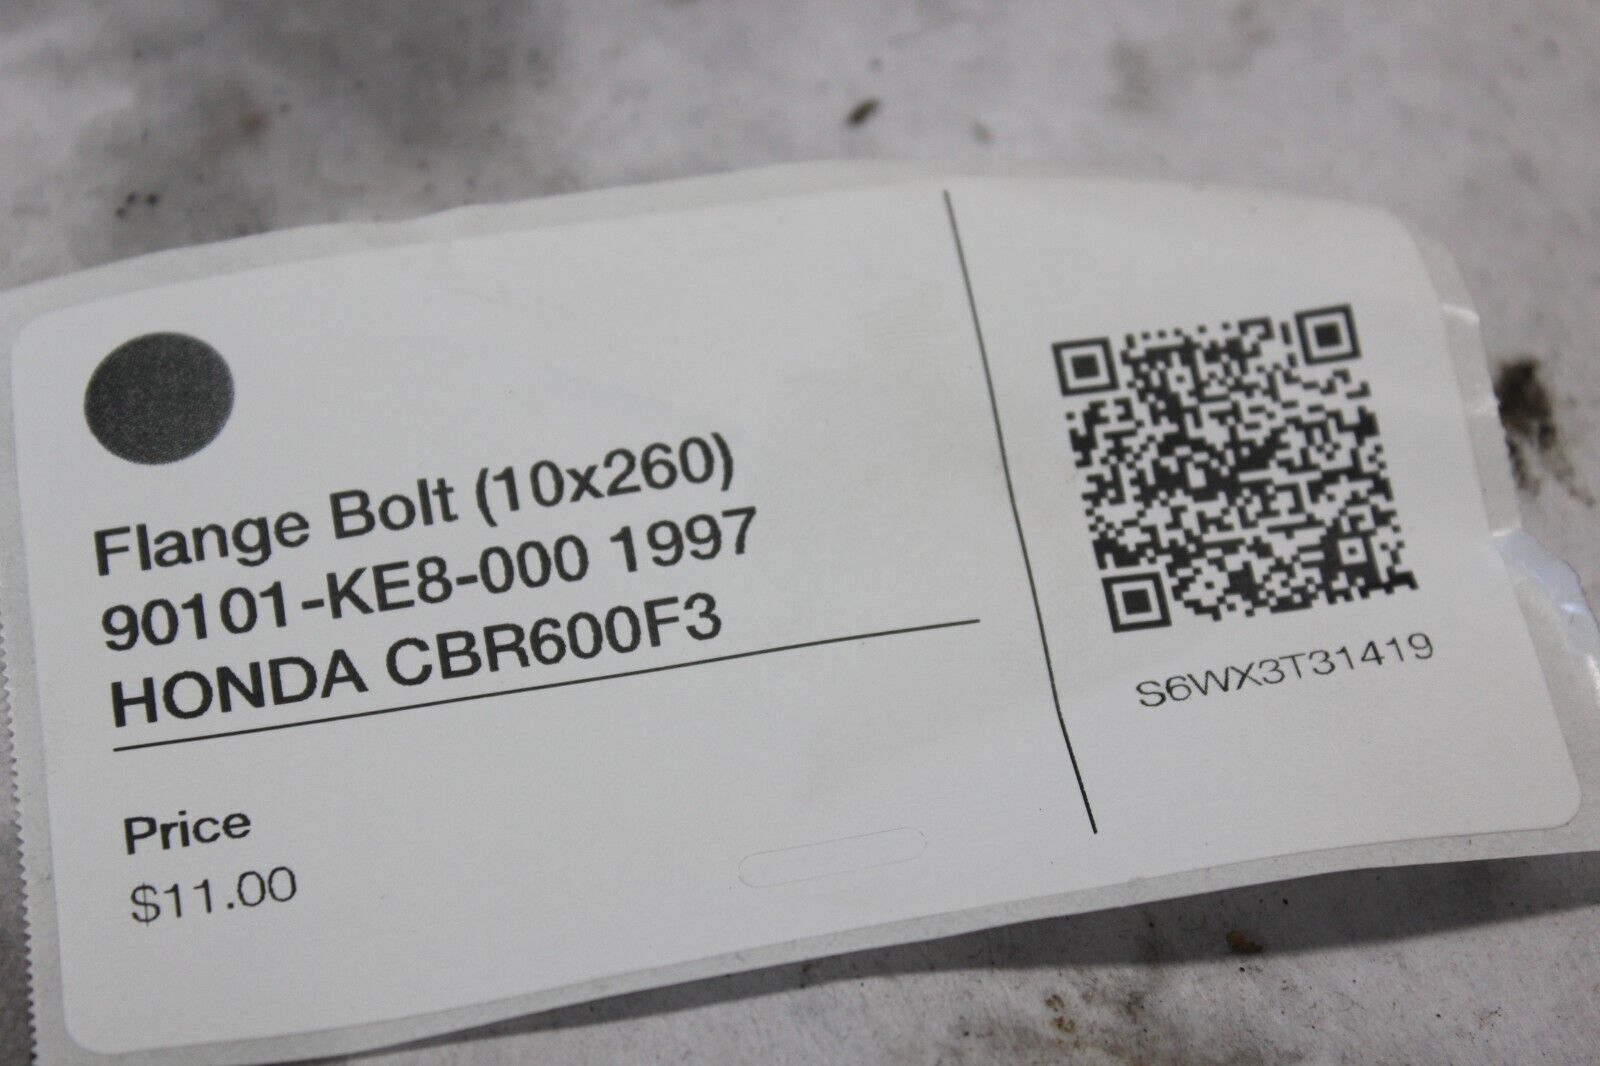 Flange Bolt (10x260)
90101-KE8-000 1997
HONDA CBR600F3
Price
$11.00
S6WX3T31419